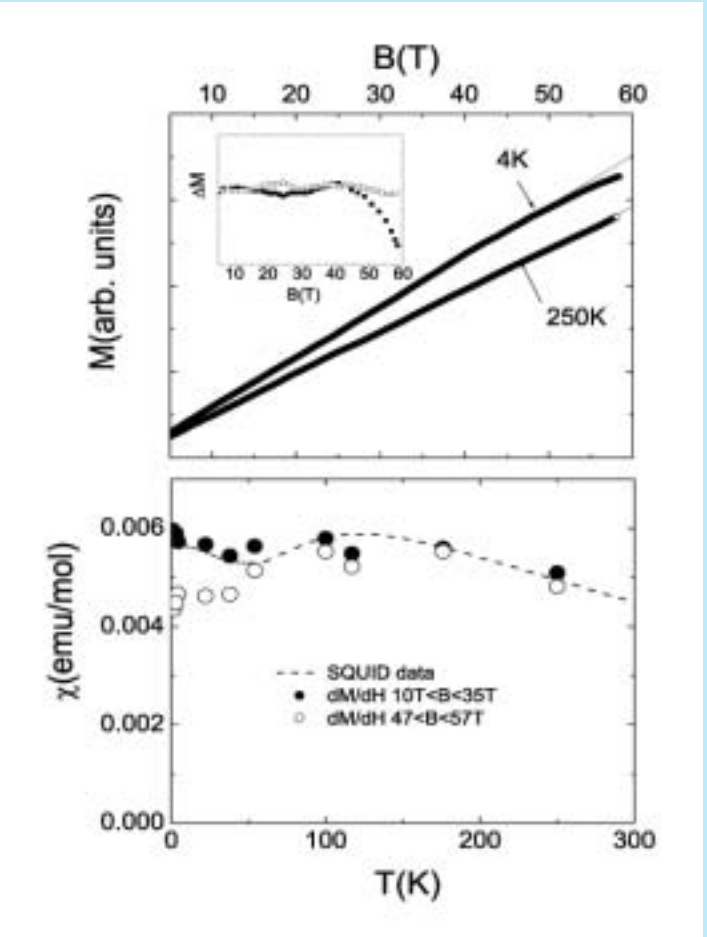 B(T)
10 20 30 40 50 60
4K
ΔM
10 20 30 40 50 60
B(T)
250K
M(arb. units)
0.006
0.004
χ(emu/mol)
SQUID data
dM/dH 10T<B<35T
dM/dH 47<B<57T
0.002
0.000
0 100 200 300
T(K)